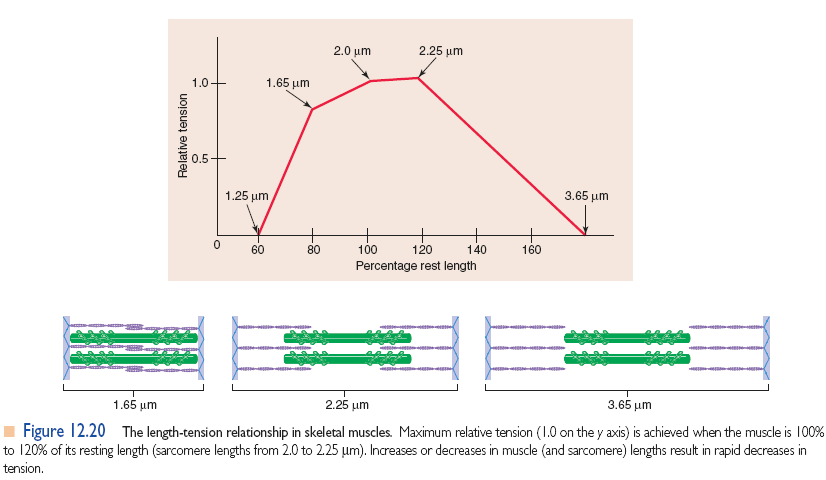 2.0 μm
2.25 μm
1.0
1.65 μm
Relative tension
0.5
1.25 μm
3.65 μm
0
60
80
100
120
140
160
Percentage rest length
1.65 μm
2.25 μm
3.65 μm
Figure 12.20 The length-tension relationship in skeletal muscles. Maximum relative tension (1.0 on the y axis) is achieved when the muscle is 100%
to 120% of its resting length (sarcomere lengths from 2.0 to 2.25 μm). Increases or decreases in muscle (and sarcomere) lengths result in rapid decreases in
tension.